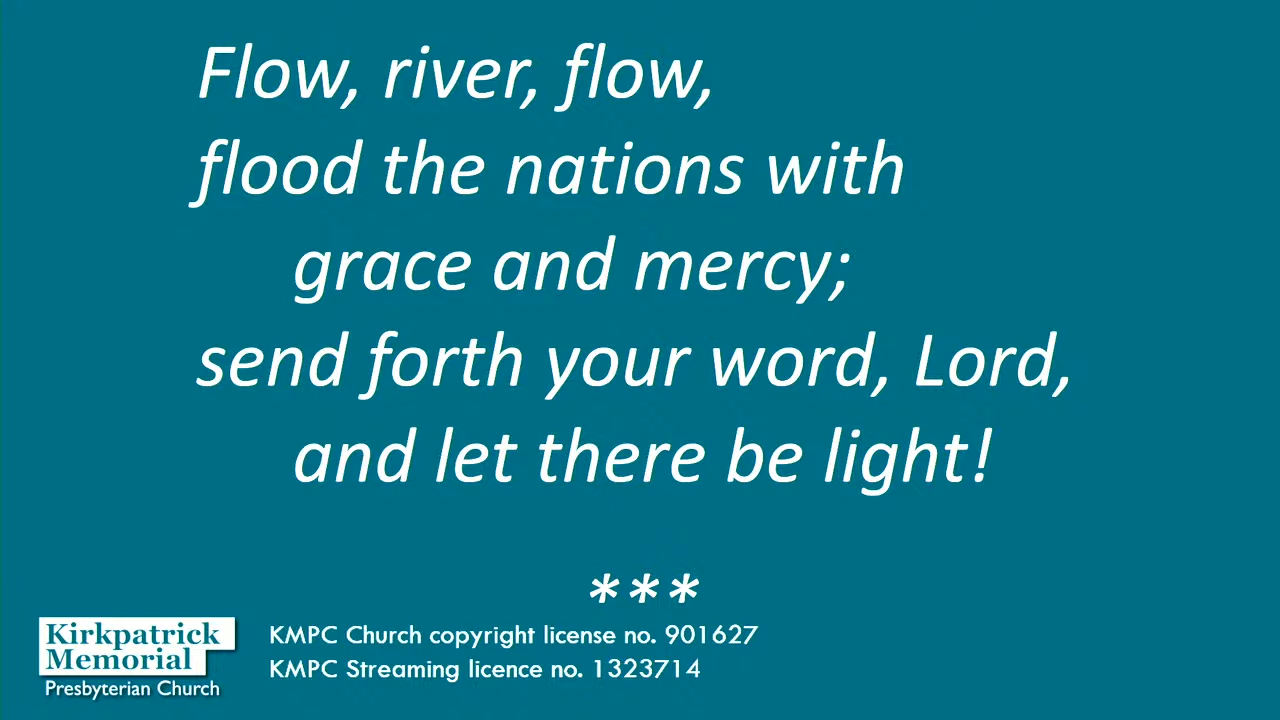 Flow, river, flow,
flood the nations with
grace and mercy;
send forth your word, Lord,
and let there be light!
***
Kirkpatrick
Memorial
Presbyterian Church
KMPC Church copyright license no. 901627
KMPC Streaming licence no. 1323714